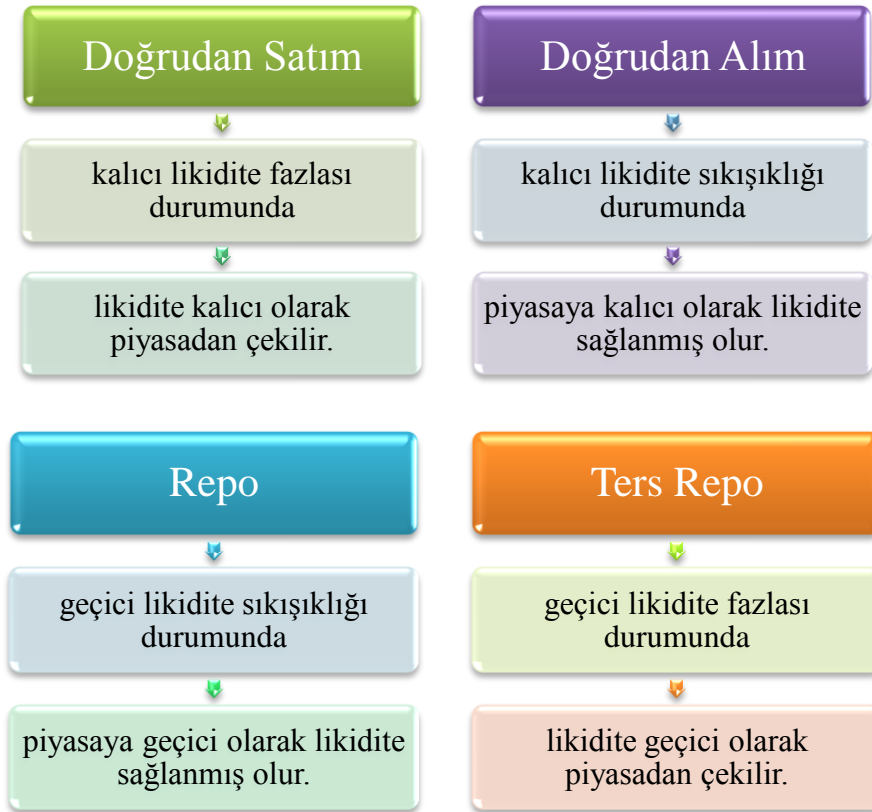 Doğrudan Satım
kalıcı likidite fazlası
durumunda
likidite kalıcı olarak
piyasadan çekilir.
Doğrudan Alım
kalıcı likidite sıkışıklığı
durumunda
piyasaya kalıcı olarak likidite
sağlanmış olur.
Repo
geçici likidite sıkışıklığı
durumunda
piyasaya geçici olarak likidite
sağlanmış olur.
Ters Repo
geçici likidite fazlası
durumunda
likidite geçici olarak
piyasadan çekilir.